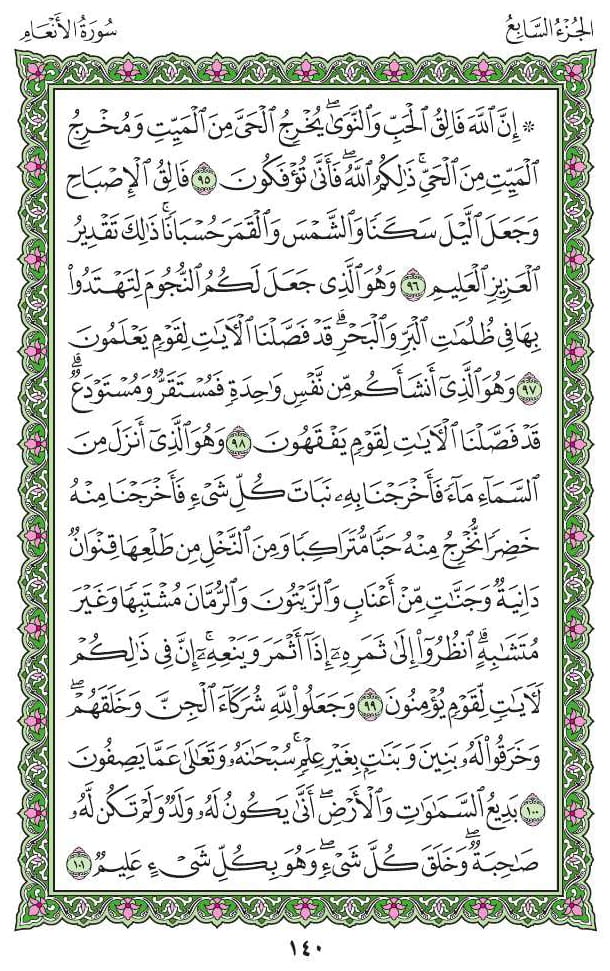 الجُزْءُ السَّابِعُ
سُورَةُ الأَنْعَامِ
۞ إِنَّ ٱللَّهَ فَالِقُ ٱلْحَبِّ وَٱلنَّوَىٰۖ يُخْرِجُ ٱلْحَىَّ مِنَ ٱلْمَيِّتِ وَمُخْرِجُ
ٱلْمَيِّتِ مِنَ ٱلْحَىِّۚ ذَٰلِكُمُ ٱللَّهُۖ فَأَنَّىٰ تُؤْفَكُونَ ٩٥ فَالِقُ ٱلْإِصْبَاحِ
وَجَعَلَ ٱلَّيْلَ سَكَنًا وَٱلشَّمْسَ وَٱلْقَمَرَ حُسْبَانًاۚ ذَٰلِكَ تَقْدِيرُ
ٱلْعَزِيزِ ٱلْعَلِيمِ ٩٦ وَهُوَ ٱلَّذِى جَعَلَ لَكُمُ ٱلنُّجُومَ لِتَهْتَدُوا۟
بِهَا فِى ظُلُمَٰتِ ٱلْبَرِّ وَٱلْبَحْرِۗ قَدْ فَصَّلْنَا ٱلْءَايَٰتِ لِقَوْمٍ يَعْلَمُونَ
٩٧ وَهُوَ ٱلَّذِىٓ أَنشَأَكُم مِّن نَّفْسٍ وَٰحِدَةٍ فَمُسْتَقَرٌّ وَمُسْتَوْدَعٌۗ
قَدْ فَصَّلْنَا ٱلْءَايَٰتِ لِقَوْمٍ يَفْقَهُونَ ٩٨ وَهُوَ ٱلَّذِىٓ أَنزَلَ مِنَ
ٱلسَّمَآءِ مَآءً فَأَخْرَجْنَا بِهِۦ نَبَاتَ كُلِّ شَىْءٍ فَأَخْرَجْنَا مِنْهُ
خَضِرًا نُّخْرِجُ مِنْهُ حَبًّا مُّتَرَاكِبًا وَمِنَ ٱلنَّخْلِ مِن طَلْعِهَا قِنْوَانٌ
دَانِيَةٌ وَجَنَّٰتٍ مِّنْ أَعْنَابٍ وَٱلزَّيْتُونَ وَٱلرُّمَّانَ مُشْتَبِهًا وَغَيْرَ
مُتَشَٰبِهٍۗ ٱنظُرُوٓا۟ إِلَىٰ ثَمَرِهِۦٓ إِذَآ أَثْمَرَ وَيَنْعِهِۦٓۚ إِنَّ فِى ذَٰلِكُمْ
لَءَايَٰتٍ لِّقَوْمٍ يُؤْمِنُونَ ٩٩ وَجَعَلُوا۟ لِلَّهِ شُرَكَآءَ ٱلْجِنَّ وَخَلَقَهُمْۖ
وَخَرَقُوا۟ لَهُۥ بَنِينَ وَبَنَٰتٍۭ بِغَيْرِ عِلْمٍۚ سُبْحَٰنَهُۥ وَتَعَٰلَىٰ عَمَّا يَصِفُونَ
١٠٠ بَدِيعُ ٱلسَّمَٰوَٰتِ وَٱلْأَرْضِۖ أَنَّىٰ يَكُونُ لَهُۥ وَلَدٌ وَلَمْ تَكُن لَّهُۥ
صَٰحِبَةٌۖ وَخَلَقَ كُلَّ شَىْءٍۖ وَهُوَ بِكُلِّ شَىْءٍ عَلِيمٌ ١٠١
١٤٠